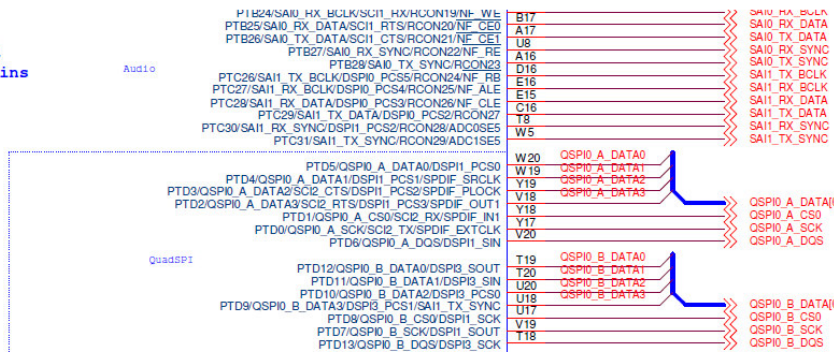 PTB24/SAI0_RX_BCLK/SCI1_RX/RCON19/NF_WE SAI0_RX_BCLK
PTB25/SAI0_RX_DATA/SCI1_RTS/RCON20/NF_CE0 B17 SAI0_RX_DATA
PTB26/SAI0_TX_DATA/SCI1_CTS/RCON21/NF_CE1 A17 SAI0_TX_DATA
PTB27/SAI0_RX_SYNC/RCON22/NF_RE U8 SAI0_RX_SYNC
ins Audio PTB28/SAI0_TX_SYNC/RCON23 A16 SAI0_TX_SYNC
PTC26/SAI1_TX_BCLK/DSPI0_PCS5/RCON24/NF_RB D16 SAI1_TX_BCLK
PTC27/SAI1_RX_BCLK/DSPI0_PCS4/RCON25/NF_ALE E16 SAI1_RX_BCLK
PTC28/SAI1_RX_DATA/DSPI0_PCS3/RCON26/NF_CLE E15 SAI1_RX_DATA
PTC29/SAI1_TX_DATA/DSPI0_PCS2/RCON27 C16 SAI1_TX_DATA
PTC30/SAI1_RX_SYNC/DSPI1_PCS2/RCON28/ADC0SE5 T8 SAI1_RX_SYNC
PTC31/SAI1_TX_SYNC/RCON29/ADC1SE5 W5 SAI1_TX_SYNC
PTD5/QSPI0_A_DATA0/DSPI1_PCS0 W20 QSPI0_A_DATA0
PTD4/QSPI0_A_DATA1/DSPI1_PCS1/SPDIF_SRCLK W19 QSPI0_A_DATA1
PTD3/QSPI0_A_DATA2/SCI2_CTS/DSPI1_PCS2/SPDIF_PLOCK Y19 QSPI0_A_DATA2
PTD2/QSPI0_A_DATA3/SCI2_RTS/DSPI1_PCS3/SPDIF_OUT1 V18 QSPI0_A_DATA3 QSPI0_A_DATA[0
PTD1/QSPI0_A_CS0/SCI2_RX/SPDIF_IN1 Y18 QSPI0_A_CS0
PTD0/QSPI0_A_SCK/SCI2_TX/SPDIF_EXTCLK Y17 QSPI0_A_SCK
PTD6/QSPI0_A_DQS/DSPI1_SIN V20 QSPI0_A_DQS
QuadSPI
PTD12/QSPI0_B_DATA0/DSPI3_SOUT T19 QSPI0_B_DATA0
PTD11/QSPI0_B_DATA1/DSPI3_SIN T20 QSPI0_B_DATA1
PTD10/QSPI0_B_DATA2/DSPI3_PCS0 U20 QSPI0_B_DATA2
PTD9/QSPI0_B_DATA3/DSPI3_PCS1/SAI1_TX_SYNC U18 QSPI0_B_DATA3 QSPI0_B_DATA[0
PTD8/QSPI0_B_CS0/DSPI1_SCK U17 QSPI0_B_CS0
PTD7/QSPI0_B_SCK/DSPI1_SOUT V19 QSPI0_B_SCK
PTD13/QSPI0_B_DQS/DSPI3_SCK T18 QSPI0_B_DQS